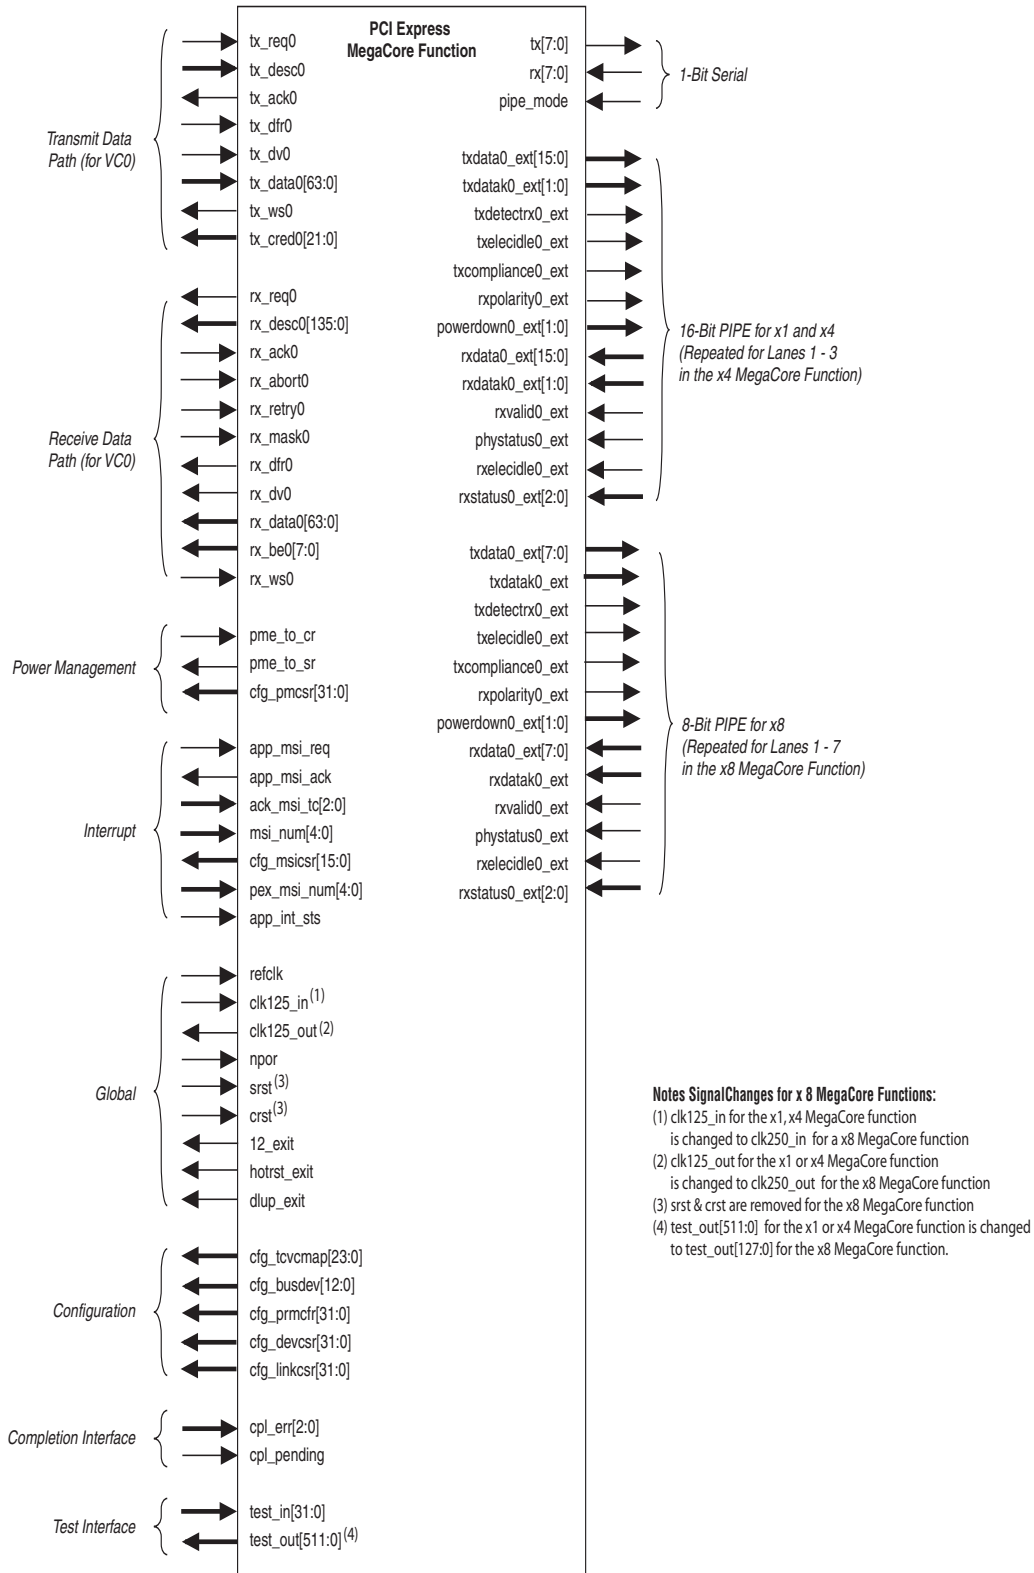 PCI Express
MegaCore Function
Transmit Data
Path (for VC0)
tx_req0
tx_desc0
tx_ack0
tx_dfr0
tx_dv0
tx_data0[63:0]
tx_ws0
tx_cred0[21:0]
Receive Data
Path (for VC0)
rx_req0
rx_desc0[135:0]
rx_ack0
rx_abort0
rx_retry0
rx_mask0
rx_dfr0
rx_dv0
rx_data0[63:0]
rx_be0[7:0]
rx_ws0
Power Management
pme_to_cr
pme_to_sr
cfg_pmcsr[31:0]
Interrupt
app_msi_req
app_msi_ack
ack_msi_tc[2:0]
msi_num[4:0]
cfg_msicsr[15:0]
pex_msi_num[4:0]
app_int_sts
Global
refclk
clk125_in(1)
clk125_out(2)
npor
srst(3)
crst(3)
12_exit
hotrst_exit
dlup_exit
Configuration
cfg_tcvcmap[23:0]
cfg_busdev[12:0]
cfg_prmcfr[31:0]
cfg_devcsr[31:0]
cfg_linkcsr[31:0]
Completion Interface
cpl_err[2:0]
cpl_pending
Test Interface
test_in[31:0]
test_out[511:0](4)
tx[7:0]
rx[7:0]
pipe_mode
1-Bit Serial
txdata0_ext[15:0]
txdatak0_ext[1:0]
txdetectrx0_ext
txelecidle0_ext
txcompliance0_ext
rxpolarity0_ext
powerdown0_ext[1:0]
rxdata0_ext[15:0]
rxdatak0_ext[1:0]
rxvalid0_ext
phystatus0_ext
rxelecidle0_ext
rxstatus0_ext[2:0]
16-Bit PIPE for x1 and x4
(Repeated for Lanes 1 - 3
in the x4 MegaCore Function)
txdata0_ext[7:0]
txdatak0_ext
txdetectrx0_ext
txelecidle0_ext
txcompliance0_ext
rxpolarity0_ext
powerdown0_ext[1:0]
rxdata0_ext[7:0]
rxdatak0_ext
rxvalid0_ext
phystatus0_ext
rxelecidle0_ext
rxstatus0_ext[2:0]
8-Bit PIPE for x8
(Repeated for Lanes 1 - 7
in the x8 MegaCore Function)
Notes SignalChanges for x 8 MegaCore Functions:
(1) clk125_in for the x1, x4 MegaCore function
is changed to clk250_in for a x8 MegaCore function
(2) clk125_out for the x1 or x4 MegaCore function
is changed to clk250_out for the x8 MegaCore function
(3) srst & crst are removed for the x8 MegaCore function
(4) test_out[511:0] for the x1 or x4 MegaCore function is changed
to test_out[127:0] for the x8 MegaCore function.